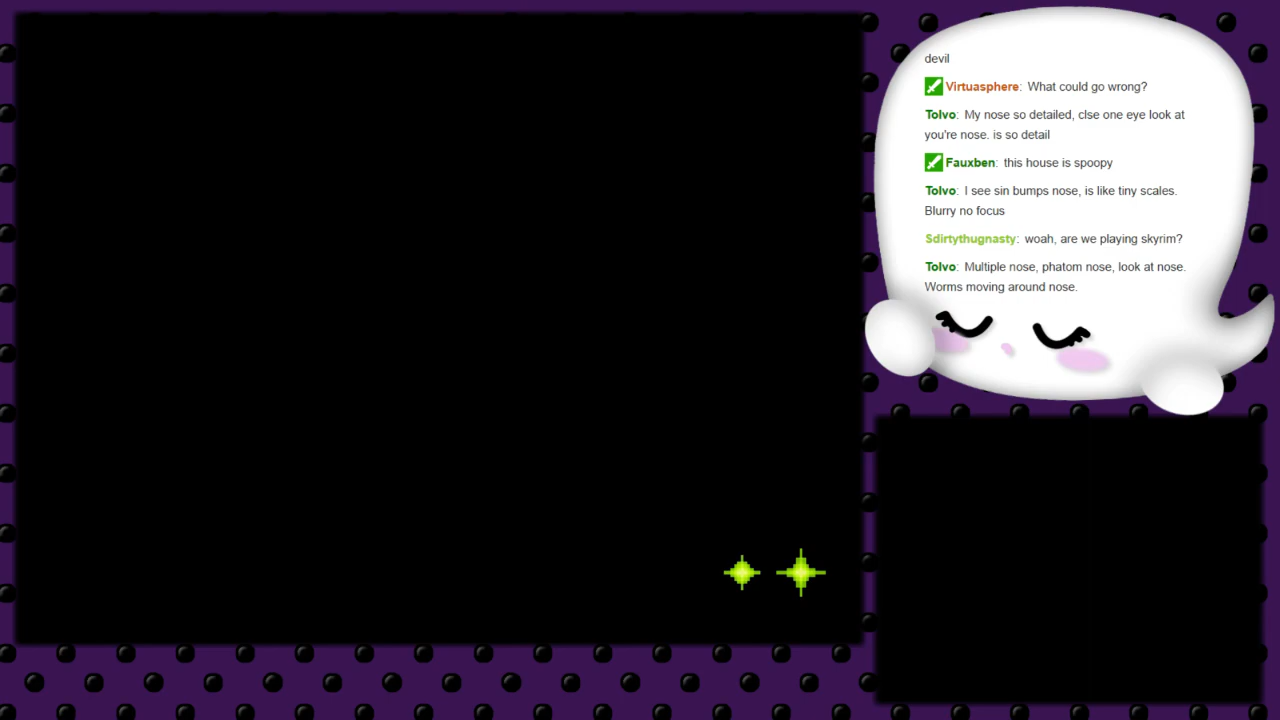 devil
Virtuasphere: What could go wrong?
Tolvo: My nose so detailed, clse one eye look at
you're nose. is so detail
Fauxben: this house is spoopy
Tolvo: I see sin bumps nose, is like tiny scales.
Blurry no focus
Sdirtythugnasty: woah, are we playing skyrim?
Tolvo: Multiple nose, phatom nose, look at nose.
Worms moving around nose.